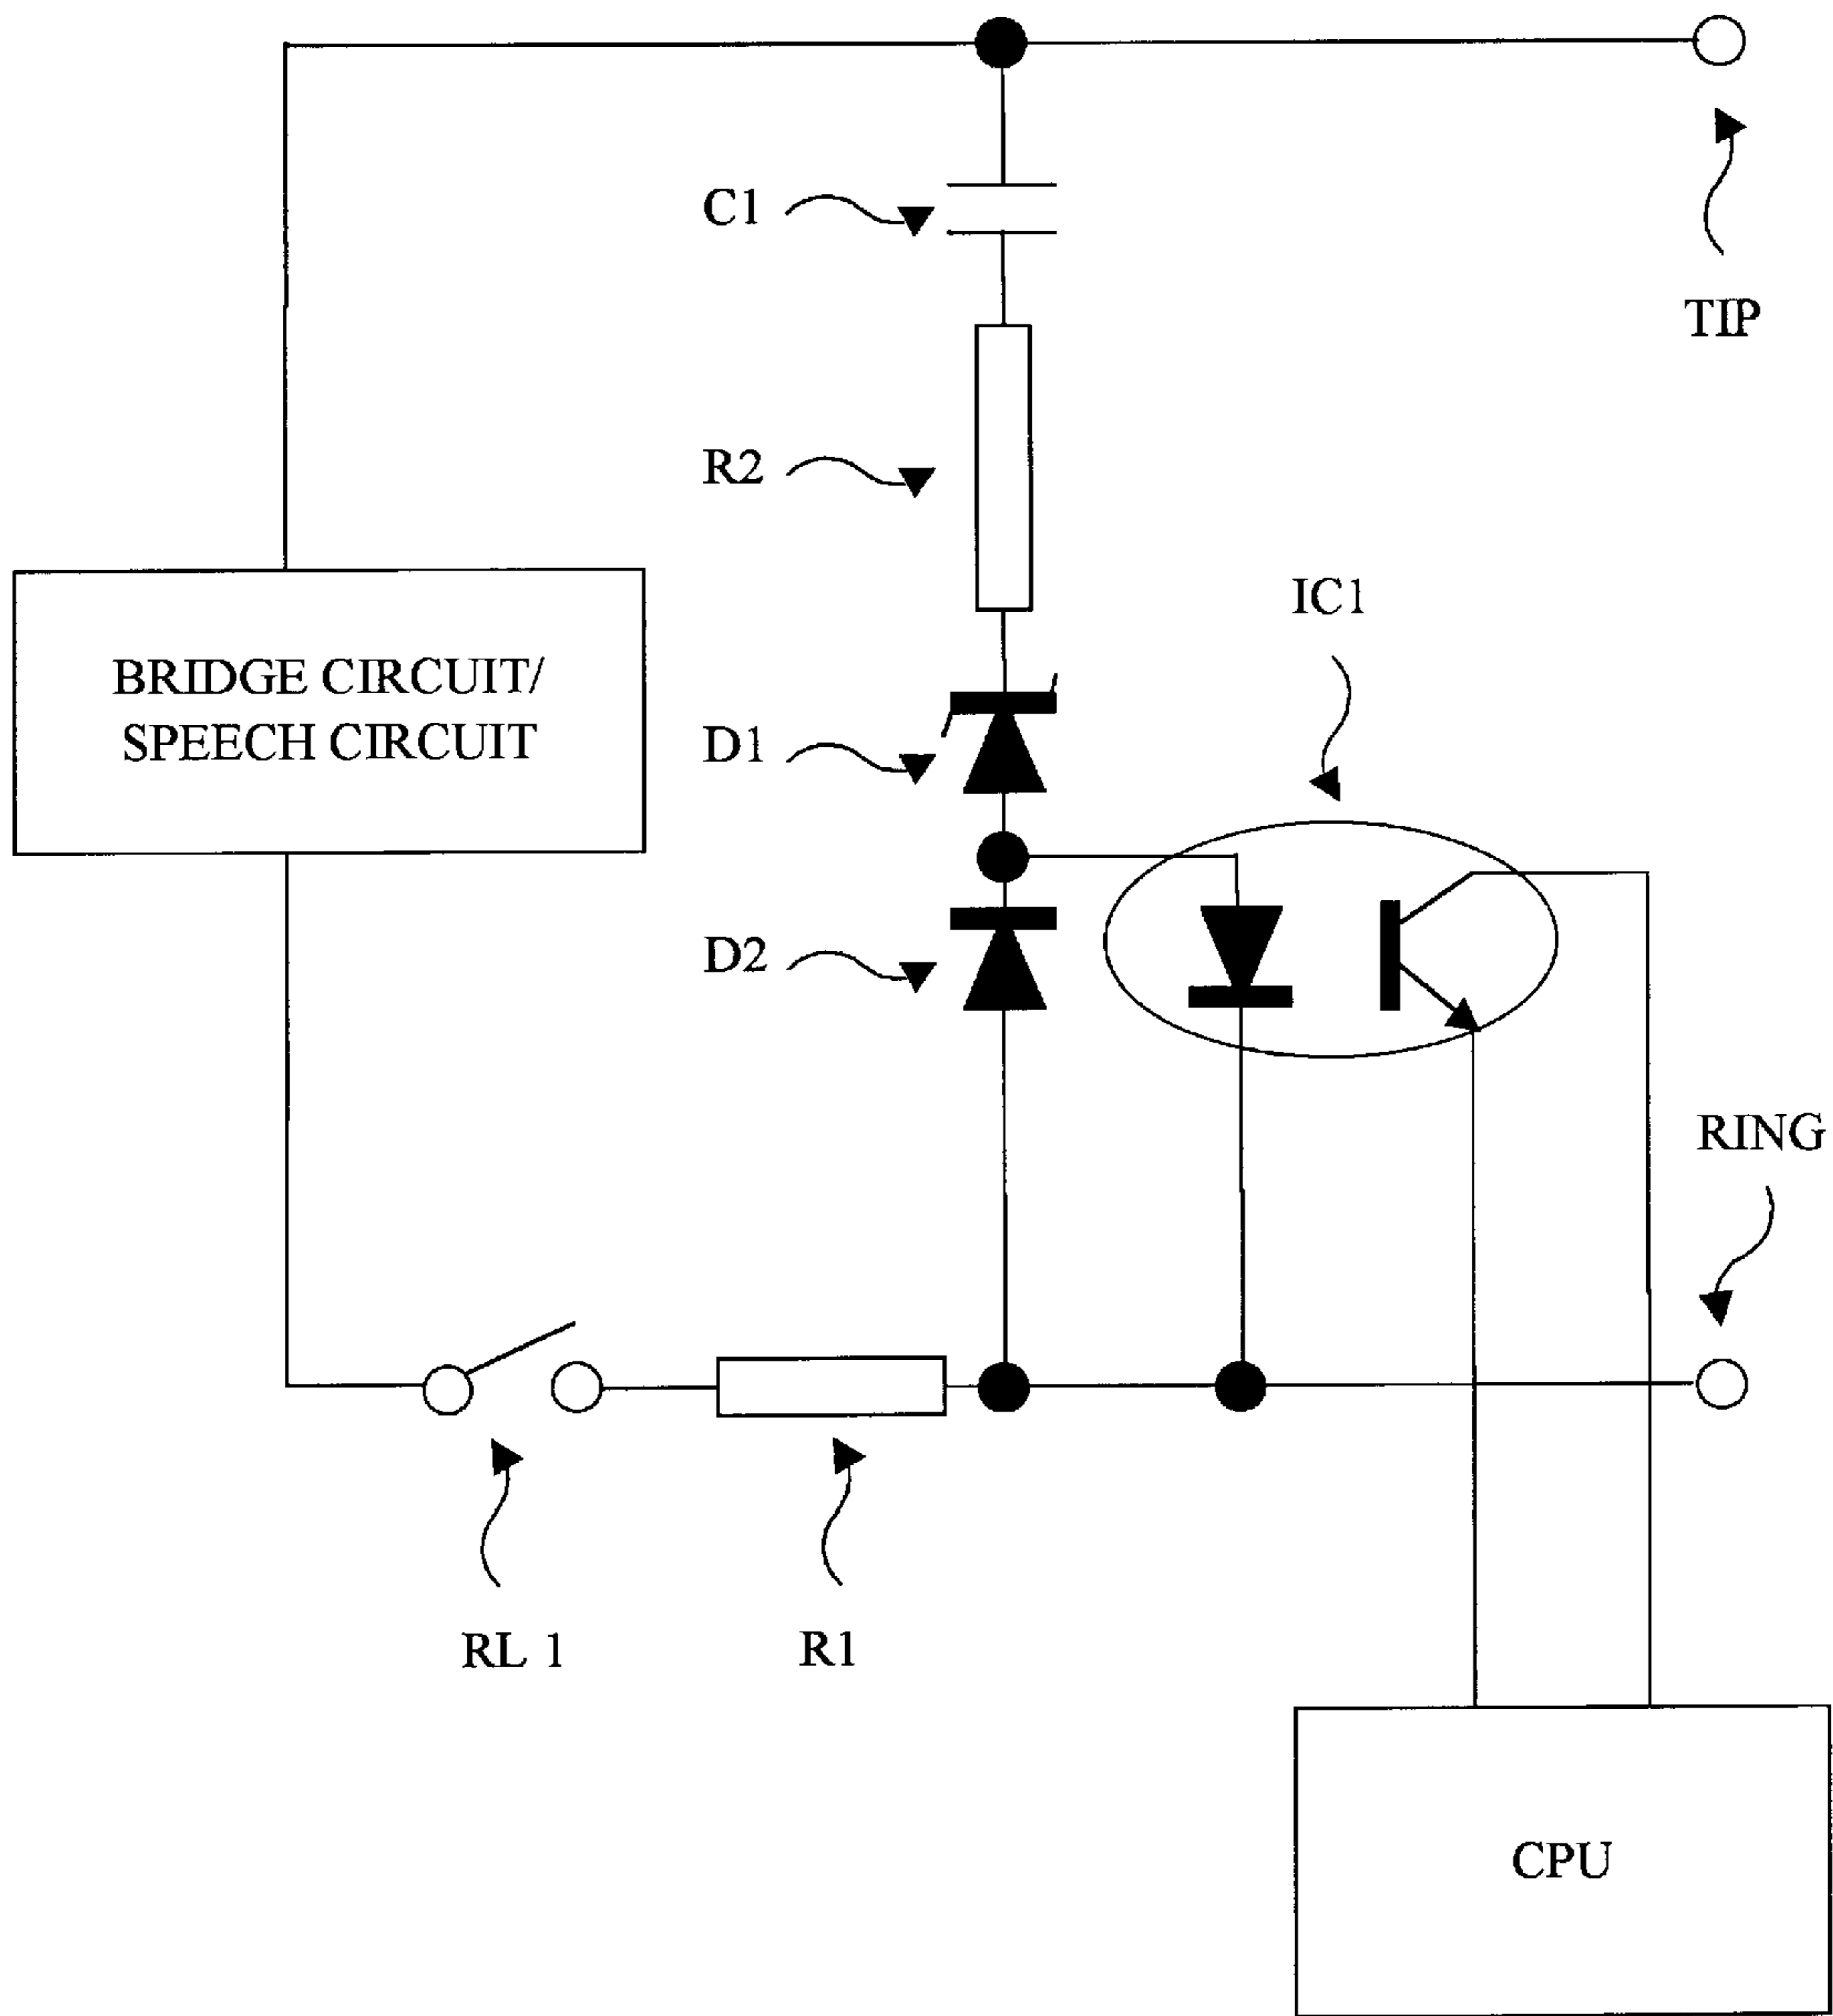 C1
TIP
R2
IC1
BRIDGE CIRCUIT/
SPEECH CIRCUIT
D1
D2
RING
RL 1
R1
CPU